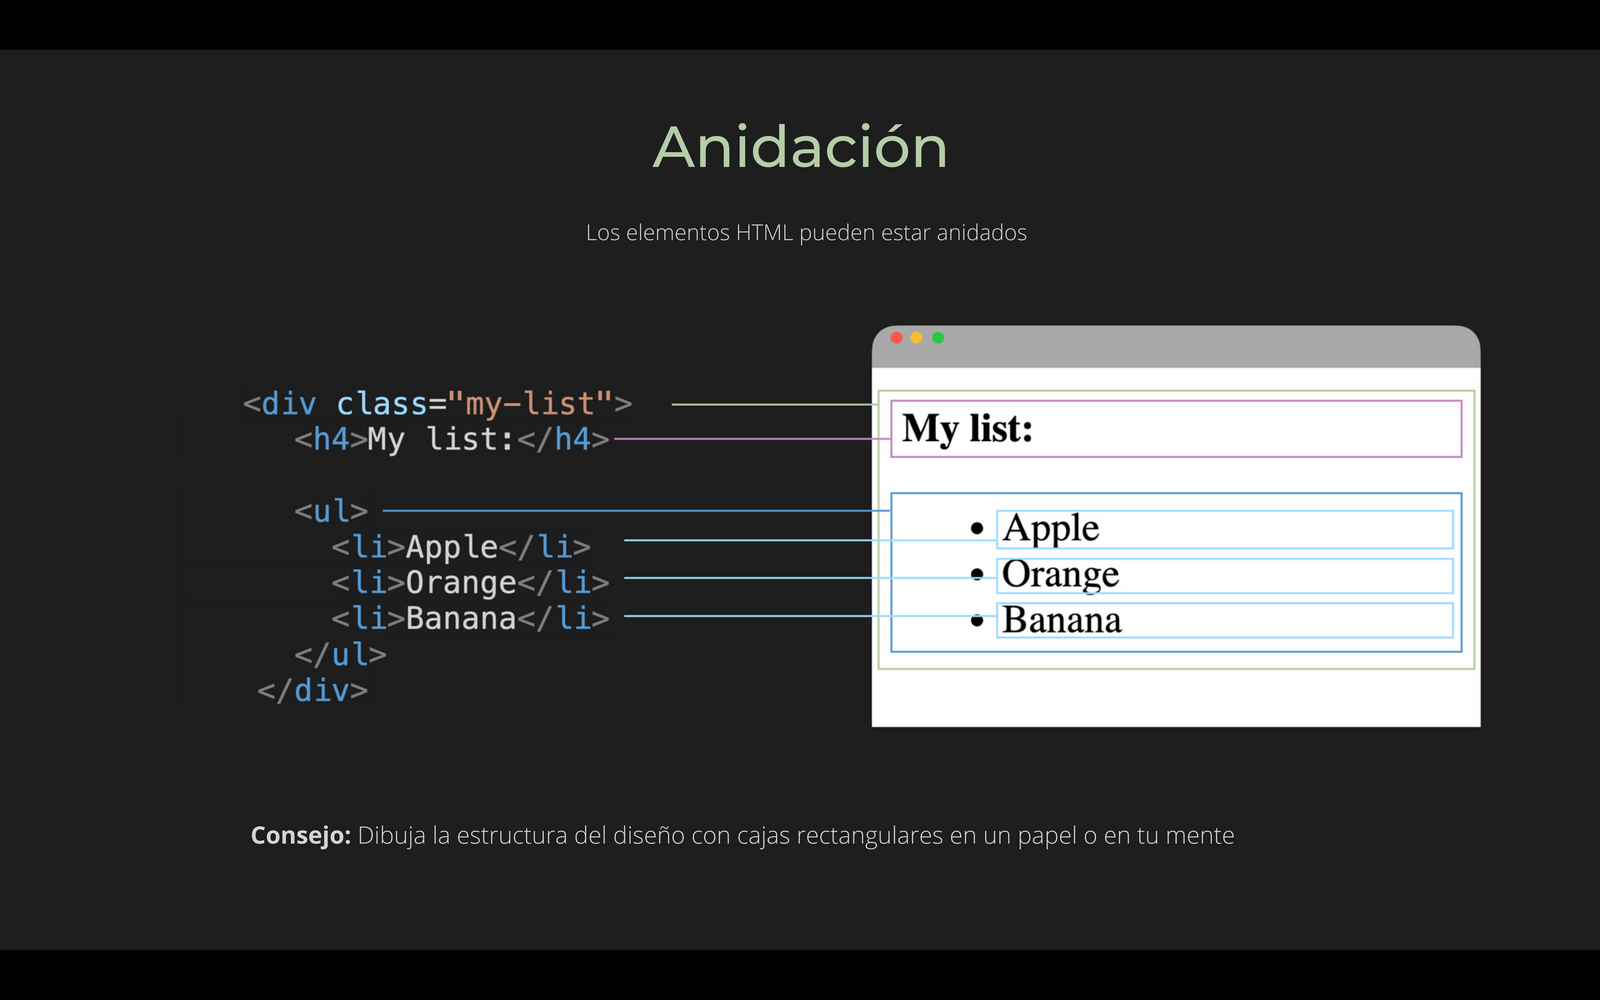 Anidación
Los elementos HTML pueden estar anidados
<div class="my-list">
<h4>My list:</h4>
<ul>
<li>Apple</li>
<li>Orange</li>
<li>Banana</li>
</ul>
</div>
My list:
• Apple
• Orange
• Banana
Consejo: Dibuja la estructura del diseño con cajas rectangulares en un papel o en tu mente